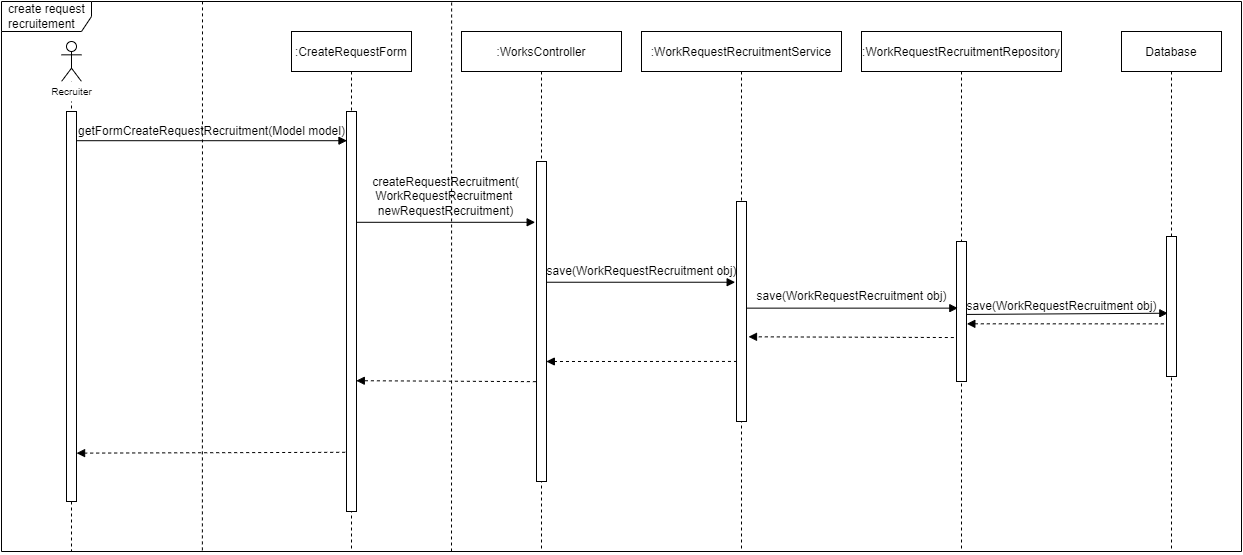 create request
recruitement
Recruiter
:CreateRequestForm
:WorksController
:WorkRequestRecruitmentService
:WorkRequestRecruitmentRepository
Database
getFormCreateRequestRecruitment(Model model)
createRequestRecruitment(
WorkRequestRecruitment
newRequestRecruitment)
save(WorkRequestRecruitment obj)
save(WorkRequestRecruitment obj)
save(WorkRequestRecruitment obj)